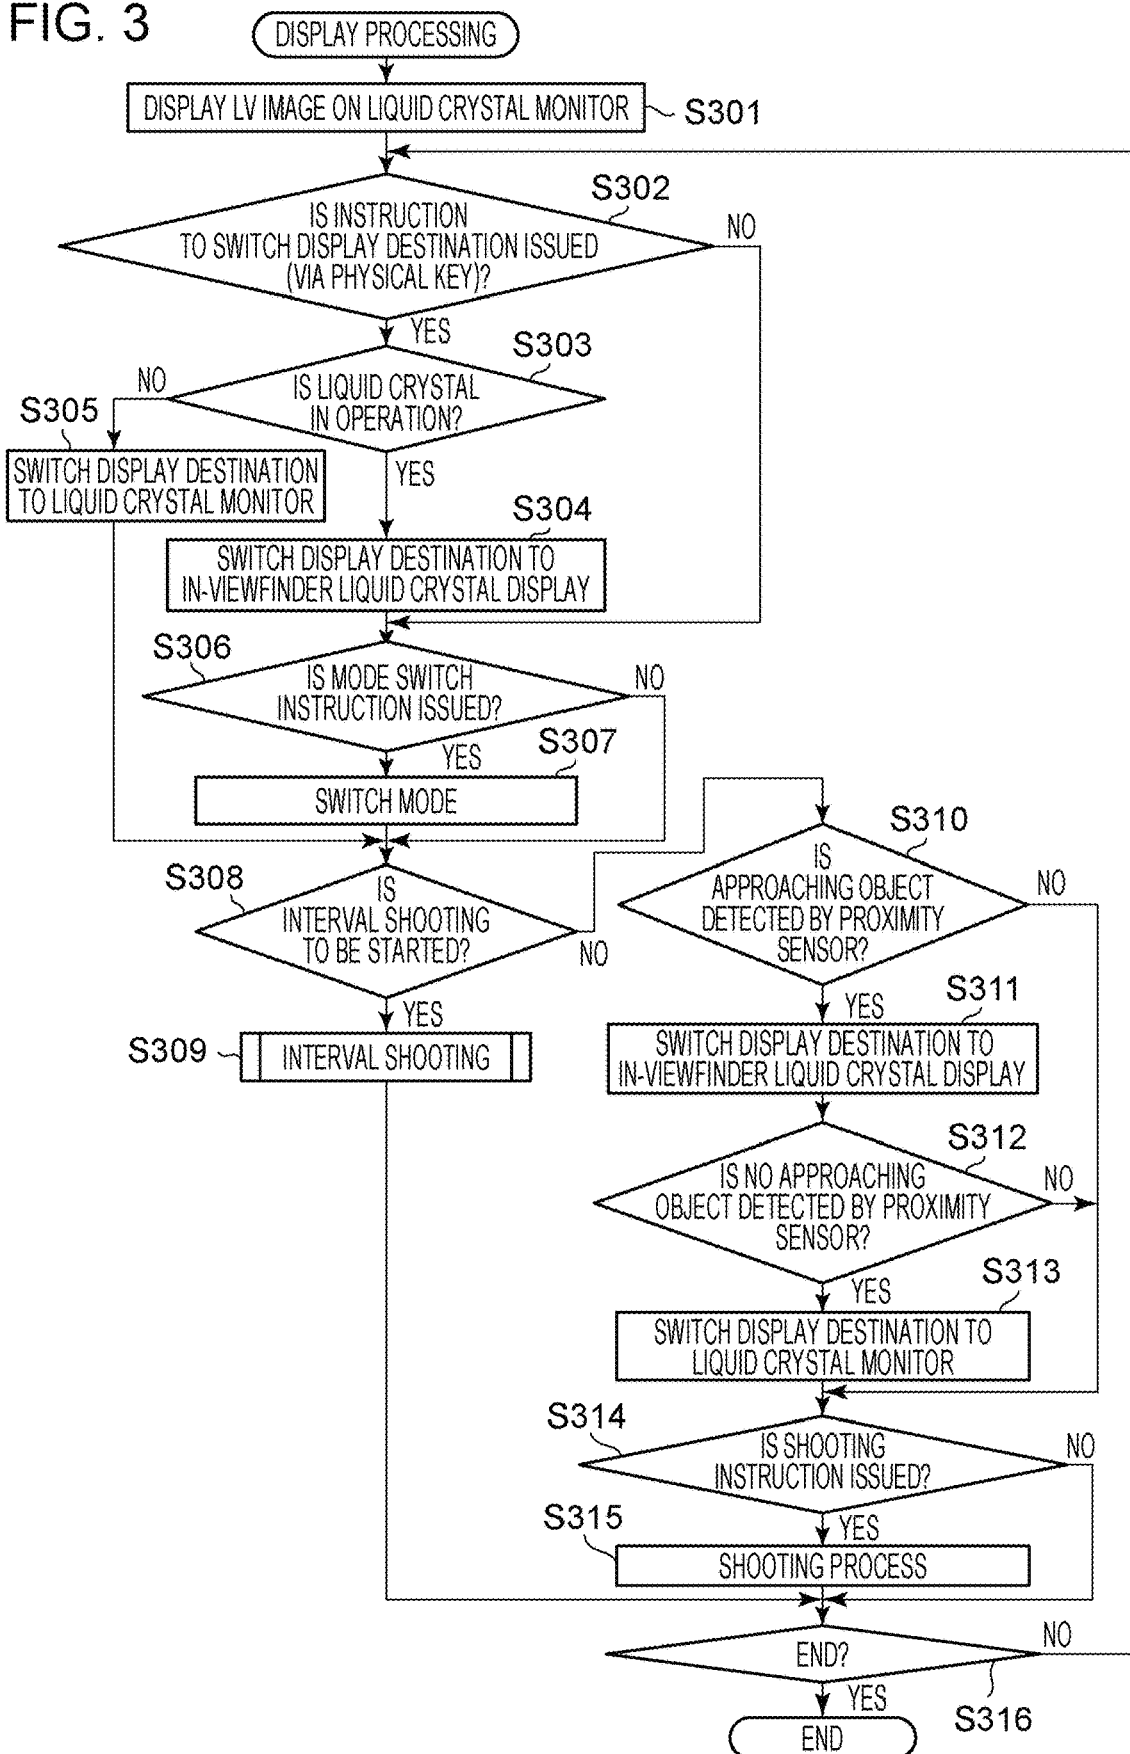 FIG. 3
DISPLAY PROCESSING
DISPLAY LV IMAGE ON LIQUID CRYSTAL MONITOR
S301
S302
IS INSTRUCTION
TO SWITCH DISPLAY DESTINATION ISSUED
(VIA PHYSICAL KEY)?
NO
YES
S303
IS LIQUID CRYSTAL
IN OPERATION?
NO
YES
S305
SWITCH DISPLAY DESTINATION
TO LIQUID CRYSTAL MONITOR
S304
SWITCH DISPLAY DESTINATION TO
IN-VIEWFINDER LIQUID CRYSTAL DISPLAY
S306
IS MODE SWITCH
INSTRUCTION ISSUED?
NO
YES
S307
SWITCH MODE
S308
IS
INTERVAL SHOOTING
TO BE STARTED?
NO
YES
S309
INTERVAL SHOOTING
S310
IS
APPROACHING OBJECT
DETECTED BY PROXIMITY
SENSOR?
NO
YES
S311
SWITCH DISPLAY DESTINATION TO
IN-VIEWFINDER LIQUID CRYSTAL DISPLAY
S312
IS NO APPROACHING
OBJECT DETECTED BY PROXIMITY
SENSOR?
NO
YES
S313
SWITCH DISPLAY DESTINATION TO
LIQUID CRYSTAL MONITOR
S314
IS SHOOTING
INSTRUCTION ISSUED?
NO
YES
S315
SHOOTING PROCESS
END?
NO
YES
S316
END